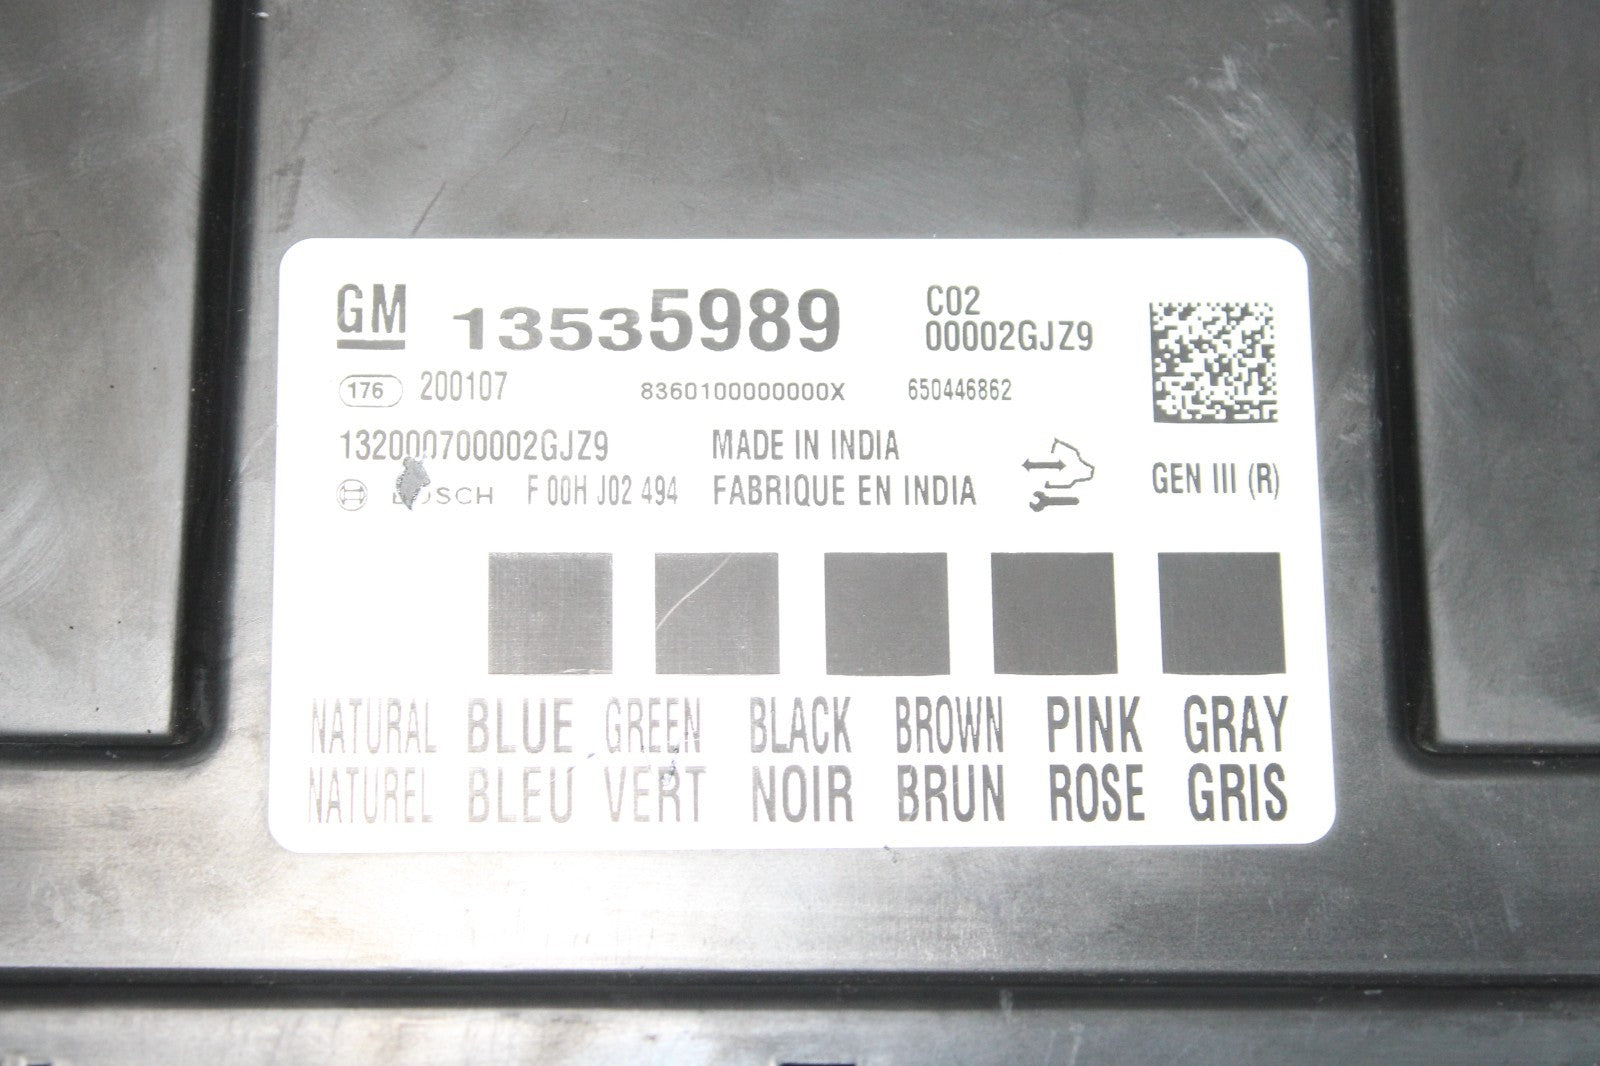 GM 13535989 C02
00002GJZ9
176 200107 8360100000000X 650446862
132000700002GJZ9 MADE IN INDIA
BOSCH F 00H J02 494 FABRIQUE EN INDIA GEN III (R)
NATURAL BLUE GREEN BLACK BROWN PINK GRAY
NATUREL BLEU VERT NOIR BRUN ROSE GRIS